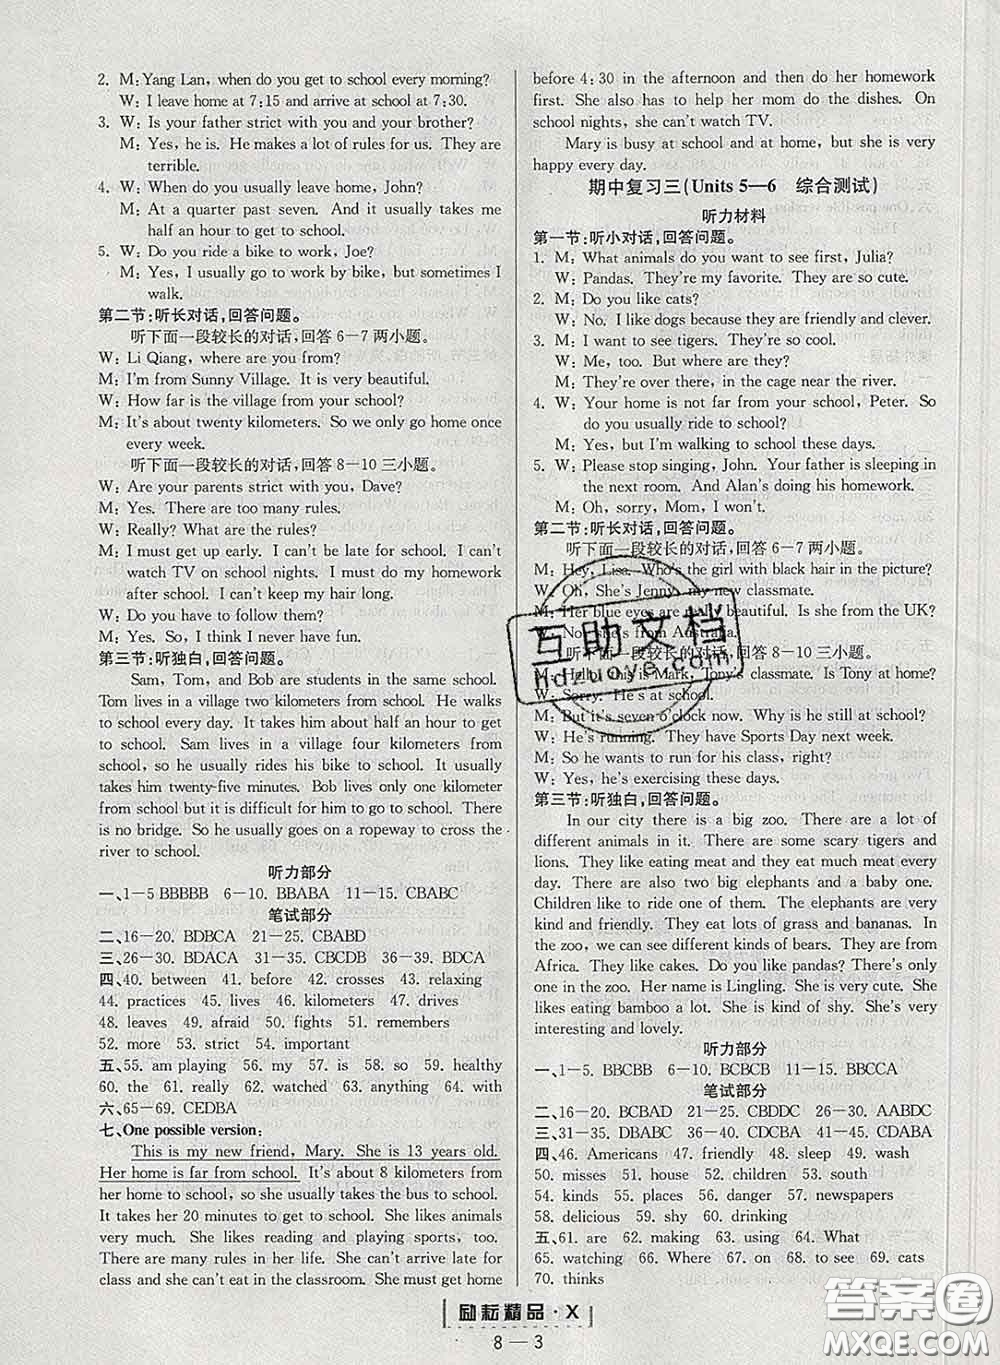 2. M: Yang Lan, when do you get to school every morning?
W: I leave home at 7:15 and arrive at school at 7:30.
3. W: Is your father strict with you and your brother?
M: Yes, he is. He makes a lot of rules for us. They are
terrible.
4. W: When do you usually leave home, John?
M: At a quarter past seven. And it usually takes me
half an hour to get to school.
5. W: Do you ride a bike to work, Joe?
M: Yes, I usually go to work by bike, but sometimes I
walk.
第二节:听长对话,回答问题。
听下面一段较长的对话,回答6—7两小题。
W: Li Qiang, where are you from?
M: I'm from Sunny Village. It is very beautiful.
W: How far is the village from your school?
M: It's about twenty kilometers. So we only go home once
every week.
听下面一段较长的对话,回答8—10三小题。
W: Are your parents strict with you, Dave?
M: Yes. There are too many rules.
W: Really? What are the rules?
M: I must get up early. I can't be late for school. I can't
watch TV on school nights. I must do my homework
after school. I can't keep my hair long.
W: Do you have to follow them?
M: Yes. So, I think I never have fun.
第三节:听独白,回答问题。
Sam, Tom, and Bob are students in the same school.
Tom lives in a village two kilometers from school. He walks
to school every day. It takes him about half an hour to get
to school. Sam lives in a village four kilometers from
school, so he usually rides his bike to school. It usually
takes him twenty-five minutes. Bob lives only one kilometer
from school but it is difficult for him to go to school. There
is no bridge. So he usually goes on a ropeway to cross the
river to school.
听力部分
一、1—5 BBBBB 6—10. BBABA 11—15. CBABC
笔试部分
二、16—20. BDBCA 21—25. CBABD
三、26—30. BDACA 31—35. CBCDB 36—39. BDCA
四、40. between 41. before 42. crosses 43. relaxing
44. practices 45. lives 46. kilometers 47. drives
48. leaves 49. afraid 50. fights 51. remembers
52. more 53. strict 54. important
五、55. am playing 56. my 57. is 58. so 59. healthy
60. the 61. really 62. watched 63. anything 64. with
六、65—69. CEDBA
七、One possible version:
This is my new friend, Mary. She is 13 years old.
Her home is far from school. It's about 8 kilometers from
her home to school, so she usually takes the bus to school.
It takes her 20 minutes to get to school. She likes animals
very much. She likes reading and playing sports, too.
There are many rules in her life. She can't arrive late for
class and she can't eat in the classroom. She must get home
before 4:30 in the afternoon and then do her homework
first. She also has to help her mom do the dishes. On
school nights, she can't watch TV.
Mary is busy at school and at home, but she is very
happy every day.
期中复习三(Units 5—6 综合测试)
听力材料
第一节:听小对话,回答问题。
1. M: What animals do you want to see first, Julia?
W: Pandas. They're my favorite. They are so cute.
2. M: Do you like cats?
W: No. I like dogs because they are friendly and clever.
3. M: I want to see tigers. They're so cool.
W: Me, too. But where are they?
M: They're over there, in the cage near the river.
4. W: Your home is not far from your school, Peter. So
do you usually ride to school?
M: Yes, but I'm walking to school these days.
5. W: Please stop singing, John. Your father is sleeping in
the next room. And Alan's doing his homework.
M: Oh, sorry, Mom, I won't.
第二节:听长对话,回答问题。
听下面一段较长的对话,回答6—7两小题。
M: Hey, Lisa. Who's the girl with black hair in the picture?
W: Oh, She's Jenny, my new classmate.
M: Her blue eyes are really beautiful. Is she from the UK?
W: No, she's from Australia.
听下面一段较长的对话,回答8—10三小题。
M: Hello, this is Mark, Tony's classmate. Is Tony at home?
W: Sorry. He's at school.
M: But it's seven o'clock now. Why is he still at school?
W: He's running. They have Sports Day next week.
M: So he wants to run for his class, right?
W: Yes, he's exercising these days.
第三节:听独白,回答问题。
In our city there is a big zoo. There are a lot of
different animals in it. There are some scary tigers and
lions. They like eating meat and they eat much meat every
day. There are also two big elephants and a baby one.
Children like to ride one of them. The elephants are very
kind and friendly. They eat lots of grass and bananas. In
the zoo, we can see different kinds of bears. They are from
Africa. They like cakes. Do you like pandas? There's only
one in the zoo. Her name is Lingling. She is very cute. She
likes eating bamboo a lot. She is kind of shy. She's very
interesting and lovely.
听力部分
一、1—5. BBCBB 6—10. BCBCB 11—15. BBCCA
笔试部分
二、16—20. BCBAD 21—25. CBDDC 26—30. AABDC
三、31—35. DBABC 36—40. CDCBA 41—45. CDABA
四、46. Americans 47. friendly 48. sleep 49. wash
50. misses 51. house 52. children 53. south
54. kinds 55. places 56. danger 57. newspapers
58. delicious 59. shy 60. drinking
五、61. are 62. making 63. using 64. What
65. watching 66. Where 67. on 68. to see 69. cats
70. thinks
励耘精品·X
8—3
互助文档
hdzuoye.com
答案圈
MXQE.COM